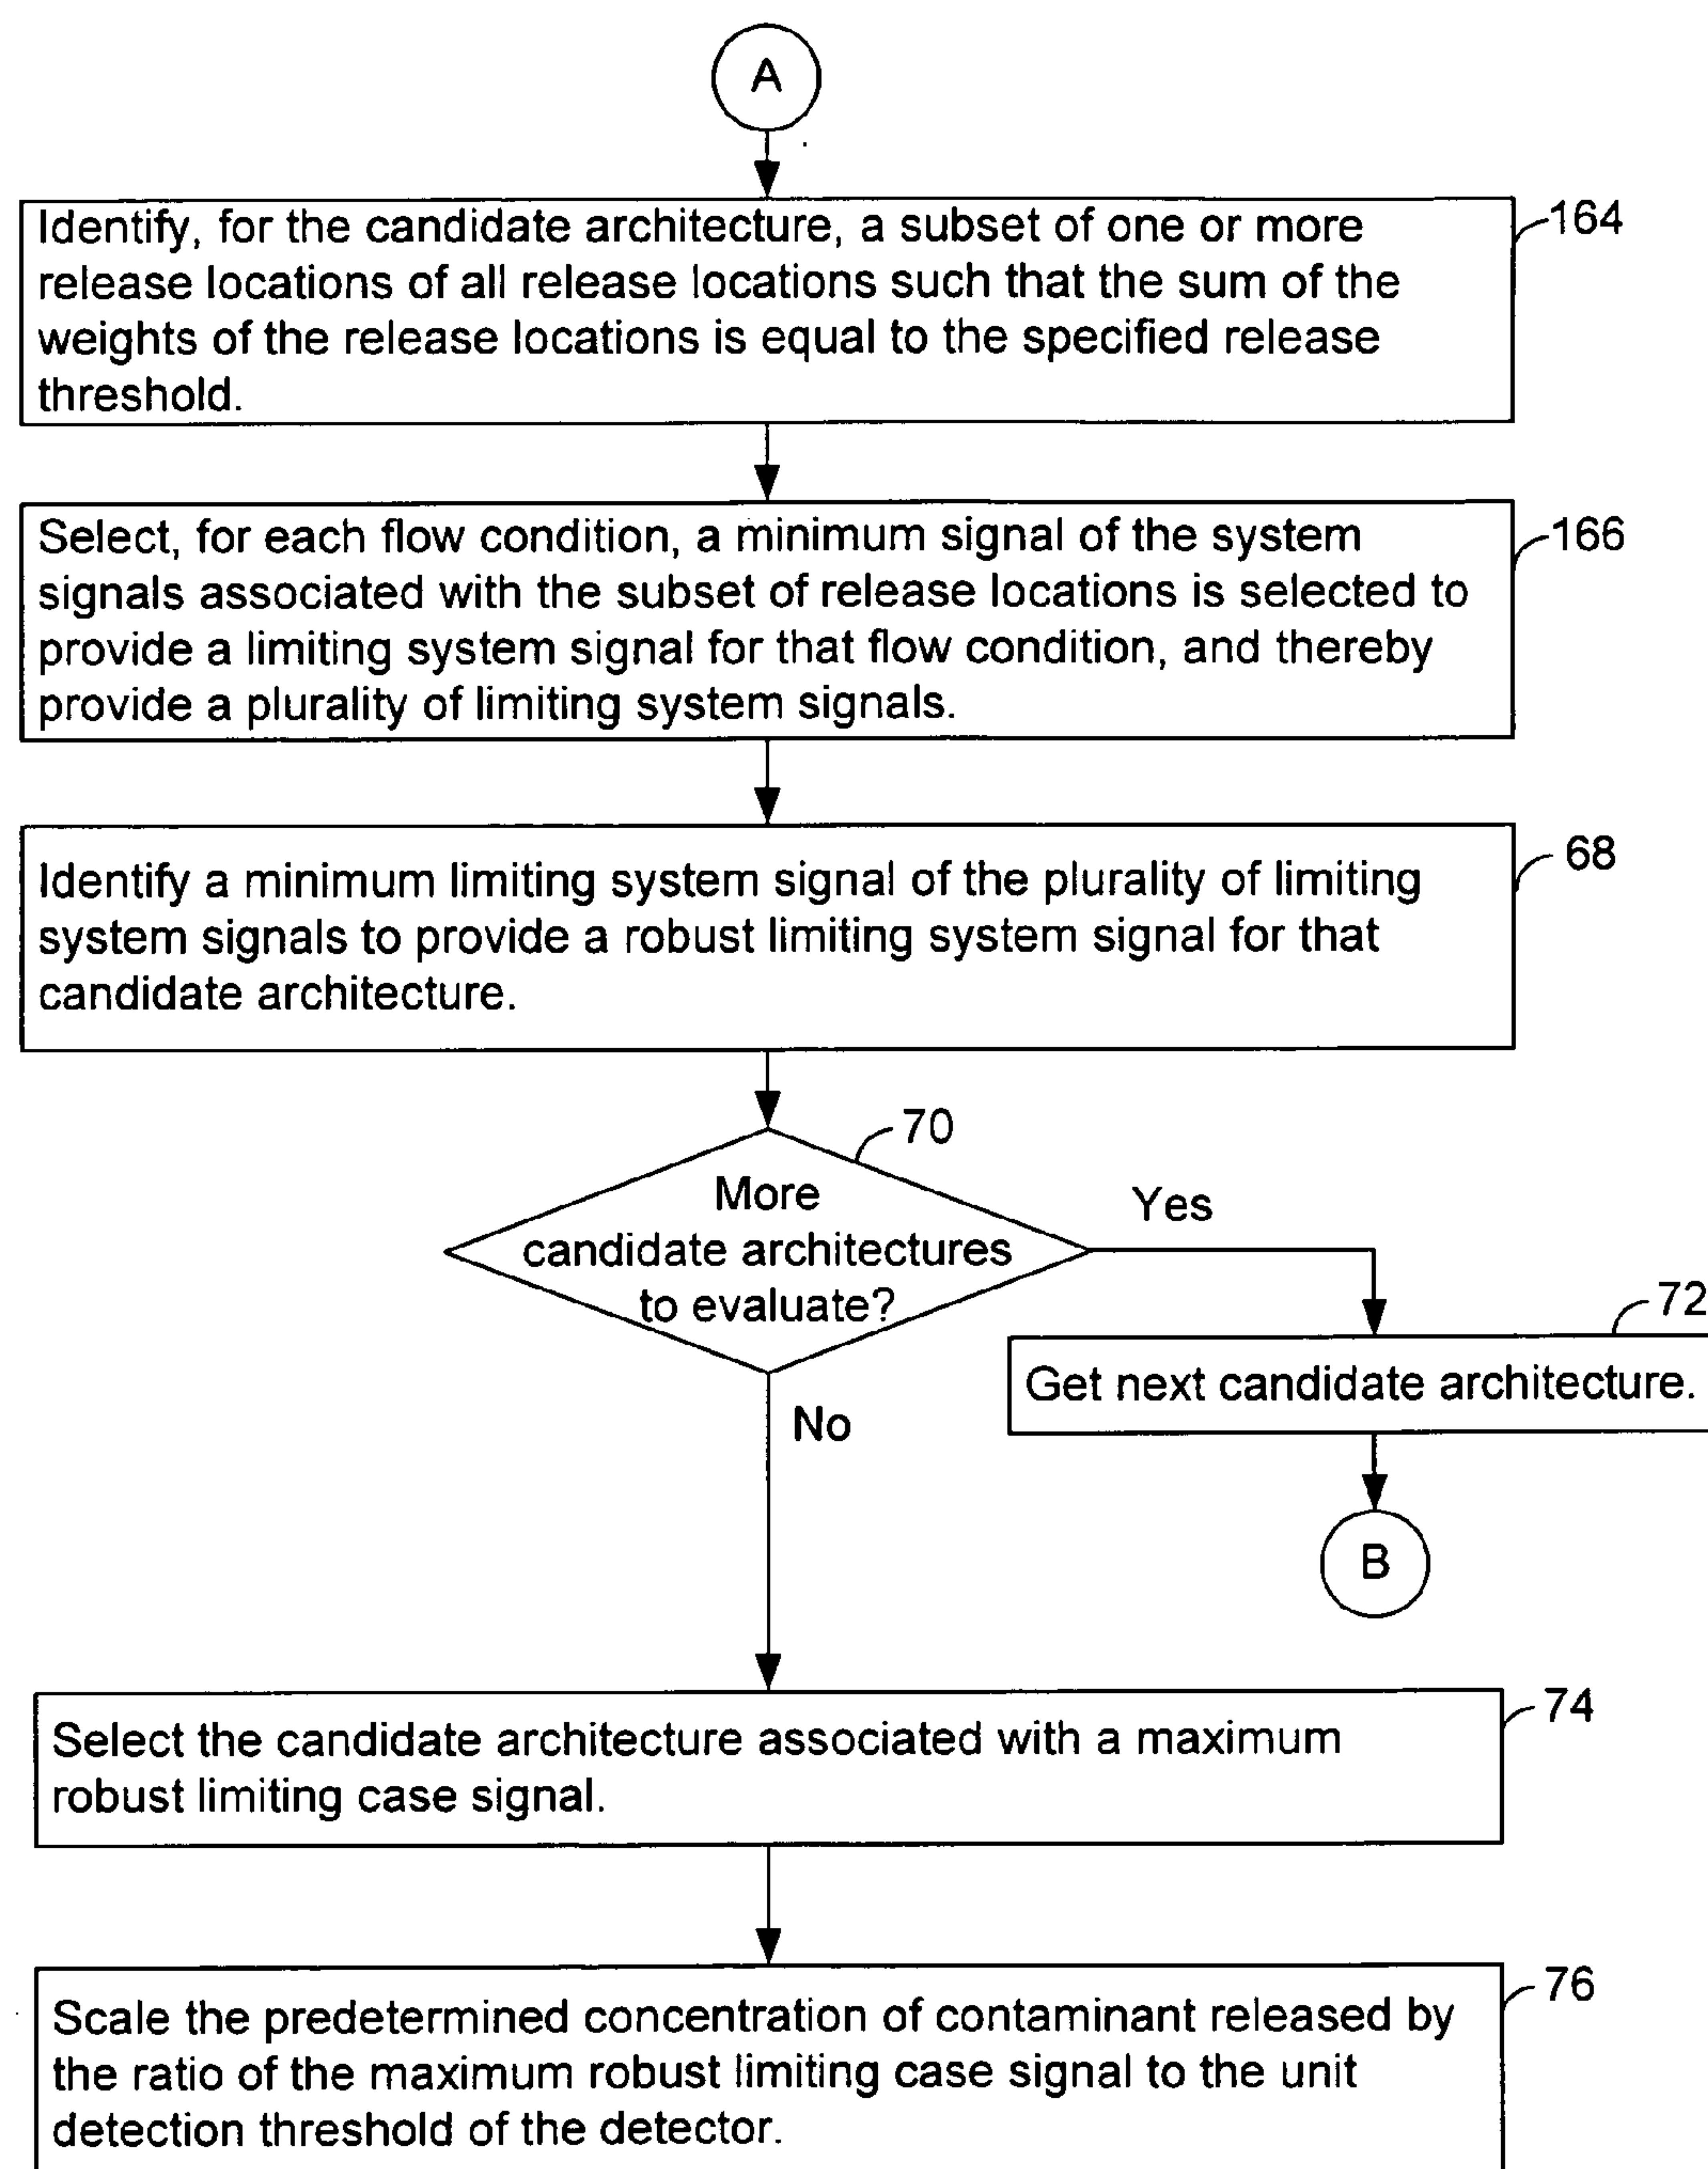 A
Identify, for the candidate architecture, a subset of one or more
release locations of all release locations such that the sum of the
weights of the release locations is equal to the specified release
threshold.
164
Select, for each flow condition, a minimum signal of the system
signals associated with the subset of release locations is selected to
provide a limiting system signal for that flow condition, and thereby
provide a plurality of limiting system signals.
166
Identify a minimum limiting system signal of the plurality of limiting
system signals to provide a robust limiting system signal for that
candidate architecture.
68
70
More
candidate architectures
to evaluate?
Yes
72
Get next candidate architecture.
No
B
Select the candidate architecture associated with a maximum
robust limiting case signal.
74
Scale the predetermined concentration of contaminant released by
the ratio of the maximum robust limiting case signal to the unit
detection threshold of the detector.
76